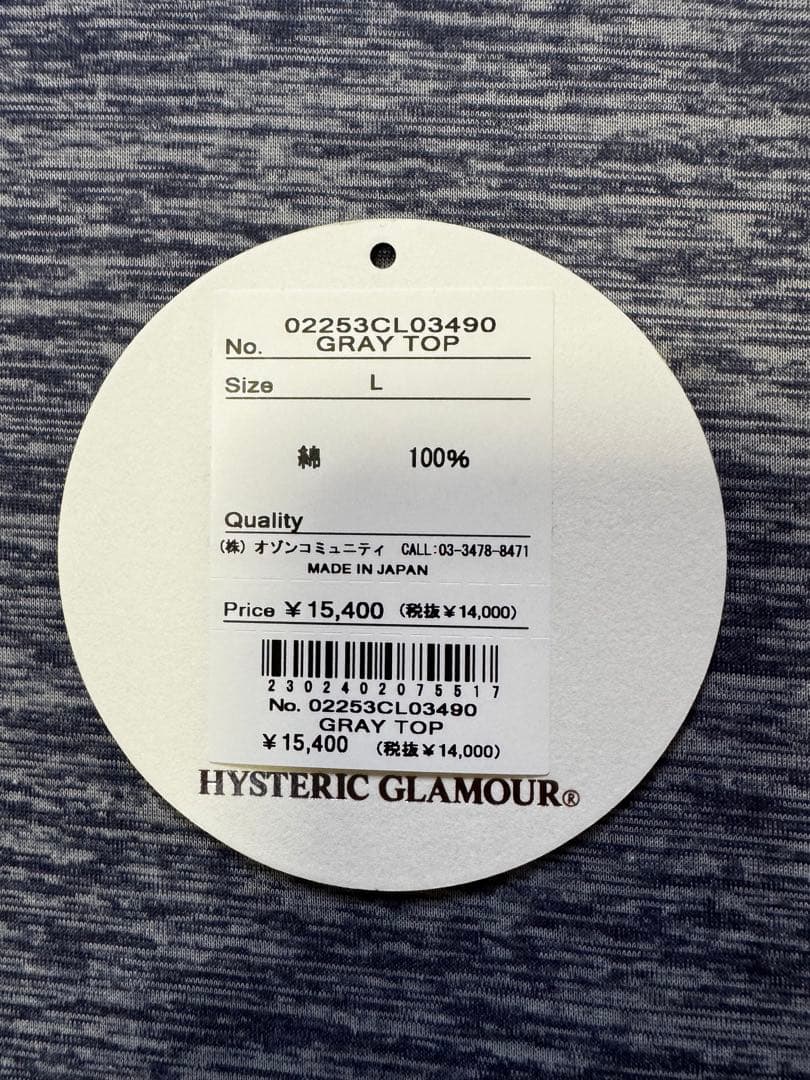 02253CL03490
No. GRAY TOP
Size L
綿 100%
Quality
（株）オゾンコミュニティ CALL:03-3478-8471
MADE IN JAPAN
Price ¥15,400 (税抜¥14,000)
2302402075517
No. 02253CL03490
GRAY TOP
¥15,400 (税抜¥14,000)
HYSTERIC GLAMOUR®